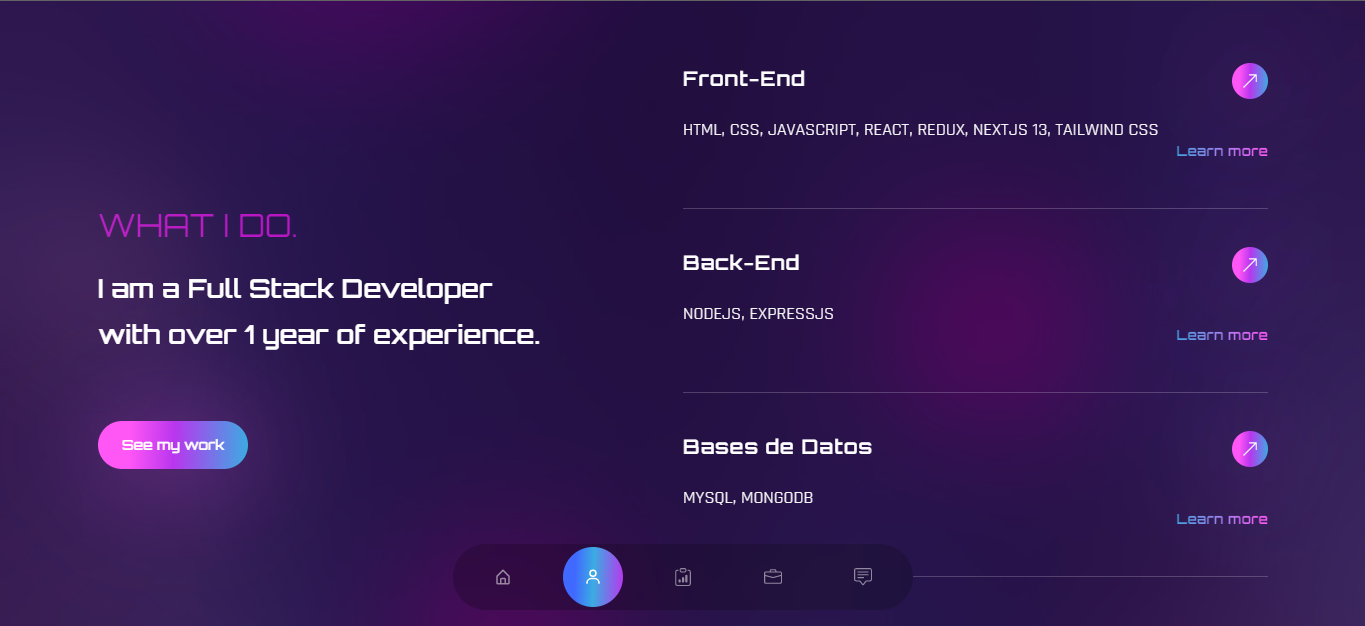 WHAT I DO.
I am a Full Stack Developer
with over 1 year of experience.
See my work
Front-End
HTML, CSS, JAVASCRIPT, REACT, REDUX, NEXTJS 13, TAILWIND CSS
Learn more
Back-End
NODEJS, EXPRESSJS
Learn more
Bases de Datos
MYSQL, MONGODB
Learn more